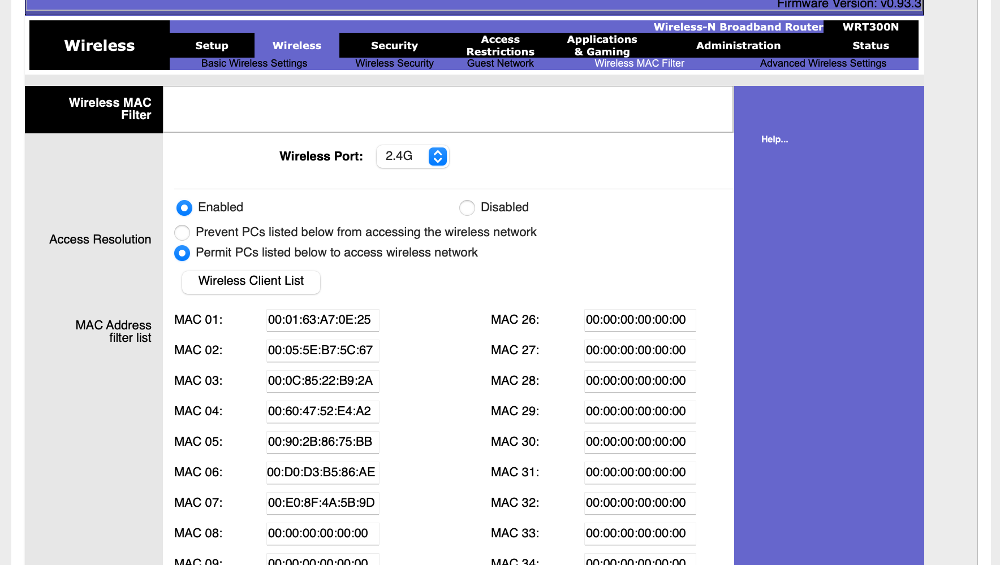 Firmware Version: v0.93.3
Wireless-N Broadband Router WRT300N
Wireless
Setup Wireless Security Access Restrictions Applications & Gaming Administration Status
Basic Wireless Settings Wireless Security Guest Network Wireless MAC Filter Advanced Wireless Settings
Wireless MAC
Filter
Help...
Wireless Port: 2.4G
Enabled Disabled
Access Resolution
Prevent PCs listed below from accessing the wireless network
Permit PCs listed below to access wireless network
Wireless Client List
MAC Address
filter list
MAC 01: 00:01:63:A7:0E:25 MAC 26: 00:00:00:00:00:00
MAC 02: 00:05:5E:B7:5C:67 MAC 27: 00:00:00:00:00:00
MAC 03: 00:0C:85:22:B9:2A MAC 28: 00:00:00:00:00:00
MAC 04: 00:60:47:52:E4:A2 MAC 29: 00:00:00:00:00:00
MAC 05: 00:90:2B:86:75:BB MAC 30: 00:00:00:00:00:00
MAC 06: 00:D0:D3:B5:86:AE MAC 31: 00:00:00:00:00:00
MAC 07: 00:E0:8F:4A:5B:9D MAC 32: 00:00:00:00:00:00
MAC 08: 00:00:00:00:00:00 MAC 33: 00:00:00:00:00:00
MAC 09: 00:00:00:00:00:00 MAC 34: 00:00:00:00:00:00